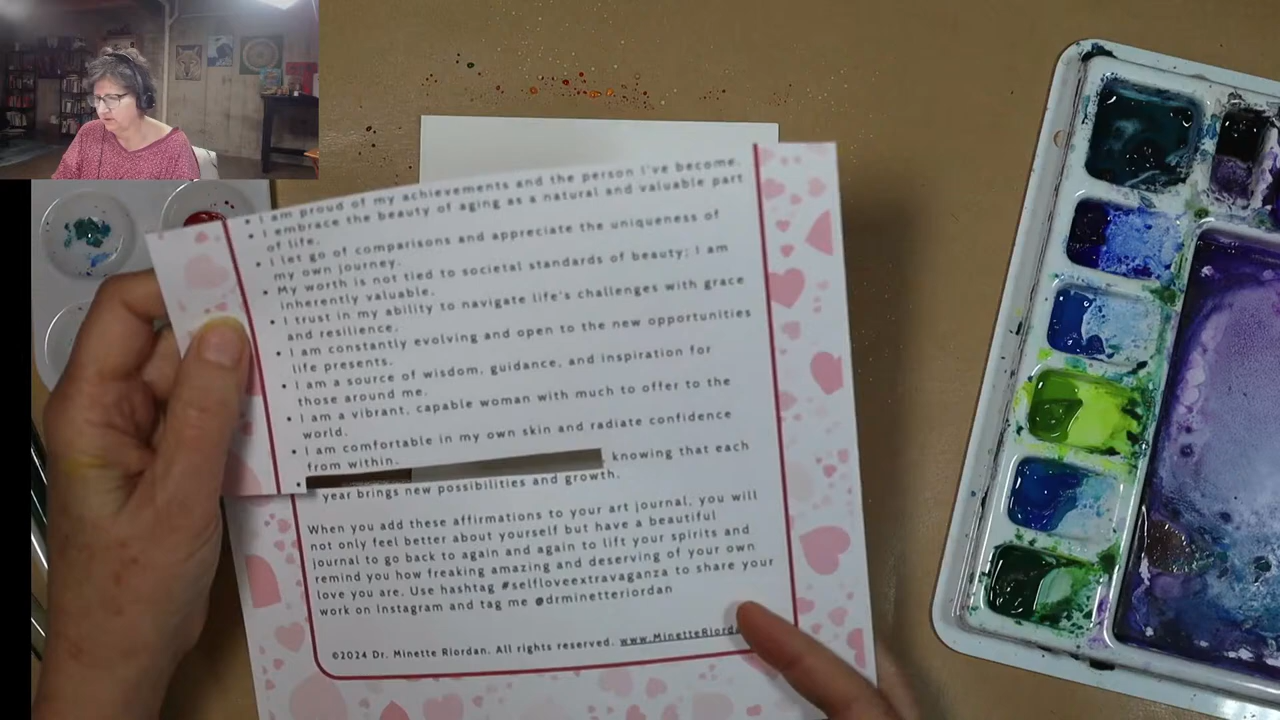 • I am proud of my achievements and the person I've become.
• I embrace the beauty of aging as a natural and valuable part
of life.
• I let go of comparisons and appreciate the uniqueness of
my own journey.
• My worth is not tied to societal standards of beauty; I am
inherently valuable.
• I trust in my ability to navigate life's challenges with grace
and resilience.
• I am constantly evolving and open to the new opportunities
life presents.
• I am a source of wisdom, guidance, and inspiration for
those around me.
• I am a vibrant, capable woman with much to offer to the
world.
• I am comfortable in my own skin and radiate confidence
from within.
• knowing that each
year brings new possibilities and growth.
When you add these affirmations to your art journal, you will
not only feel better about yourself but have a beautiful
journal to go back to again and again to lift your spirits and
remind you how freaking amazing and deserving of your own
love you are. Use hashtag #selfloveextravaganza to share your
work on Instagram and tag me @drminetteriordan
©2024 Dr. Minette Riordan. All rights reserved. www.MinetteRiord